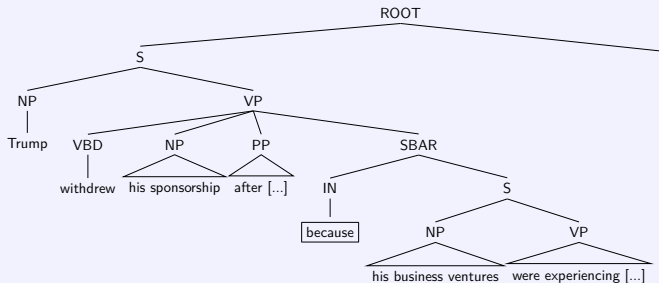 ROOT
S
NP VP
Trump VBD NP PP SBAR
withdrew his sponsorship after [...] IN S
because NP VP
his business ventures were experiencing [...]